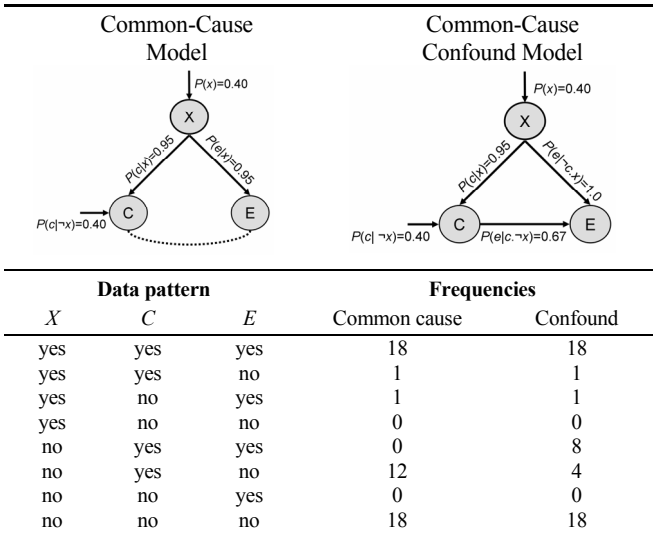 Common-Cause Model
Common-Cause Confound Model
P(x)=0.40
X
P(c|x)=0.95
P(e|x)=0.95
P(c|¬x)=0.40
C
E
P(x)=0.40
X
P(c|x)=0.95
P(e|¬c.x)=1.0
P(c| ¬x)=0.40
C
P(e|c.¬x)=0.67
E
Data pattern Frequencies
X C E Common cause Confound
yes yes yes 18 18
yes yes no 1 1
yes no yes 1 1
yes no no 0 0
no yes yes 0 8
no yes no 12 4
no no yes 0 0
no no no 18 18